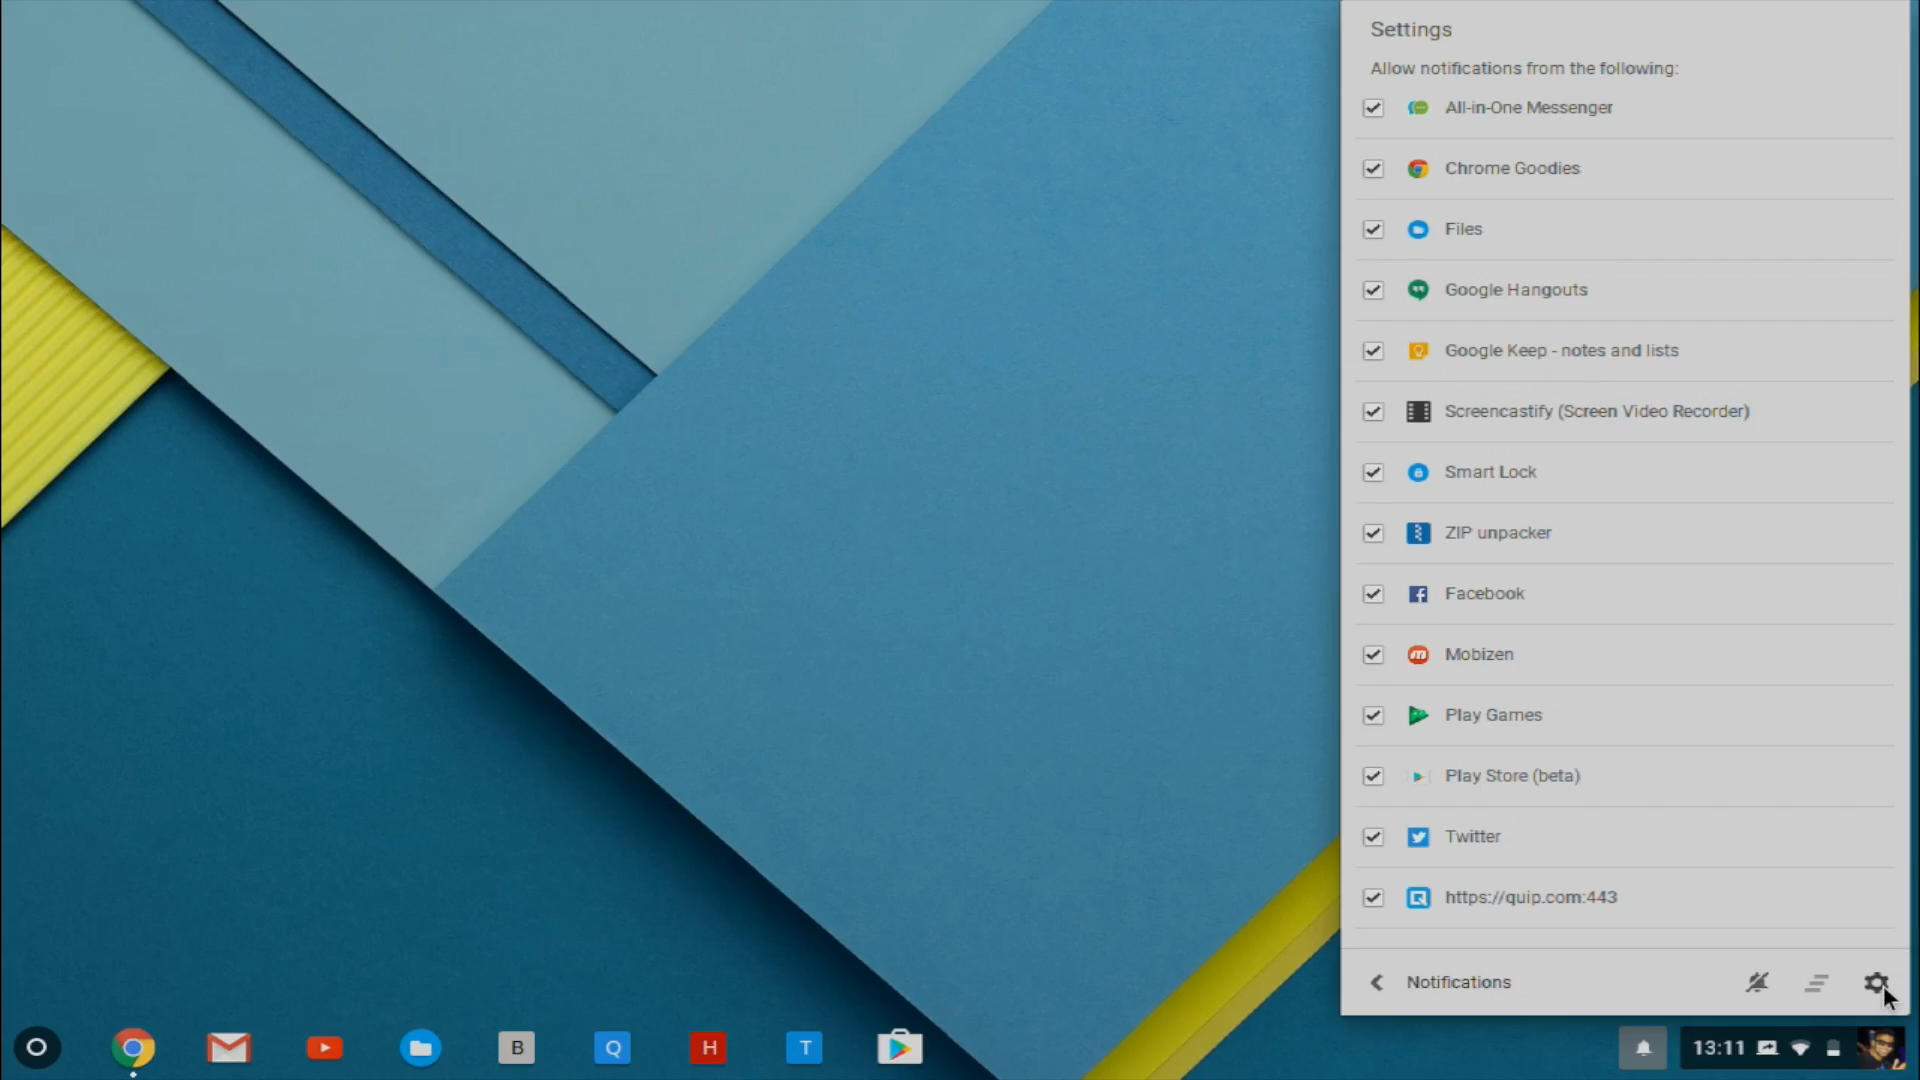 Settings
Allow notifications from the following:
All-in-One Messenger
Chrome Goodies
Files
Google Hangouts
Google Keep - notes and lists
Screencastify (Screen Video Recorder)
Smart Lock
ZIP unpacker
Facebook
Mobizen
Play Games
Play Store (beta)
Twitter
https://quip.com:443
Notifications
B
Q
H
T
13:11